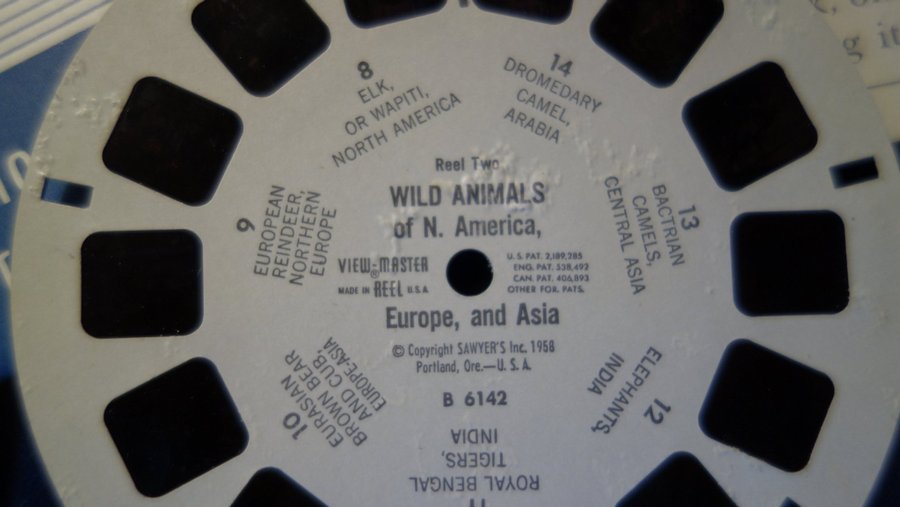 Reel Two
WILD ANIMALS
of N. America,
VIEW-MASTER
®
MADE IN REEL U.S.A.
U.S. PAT. 2,189,285
ENG. PAT. 538,492
CAN. PAT. 406,893
OTHER FOR. PATS.
Europe, and Asia
© Copyright SAWYER'S Inc. 1958
Portland, Ore.—U. S. A.
B 6142
8
ELK,
OR WAPITI,
NORTH AMERICA
9
EUROPEAN
REINDEER,
NORTHERN
EUROPE
10
EURASIAN
BROWN BEAR
AND CUB,
EUROPE-ASIA
11
ROYAL BENGAL
TIGERS,
INDIA
12
ELEPHANTS,
INDIA
13
BACTRIAN
CAMELS,
CENTRAL ASIA
14
DROMEDARY
CAMEL,
ARABIA
g it